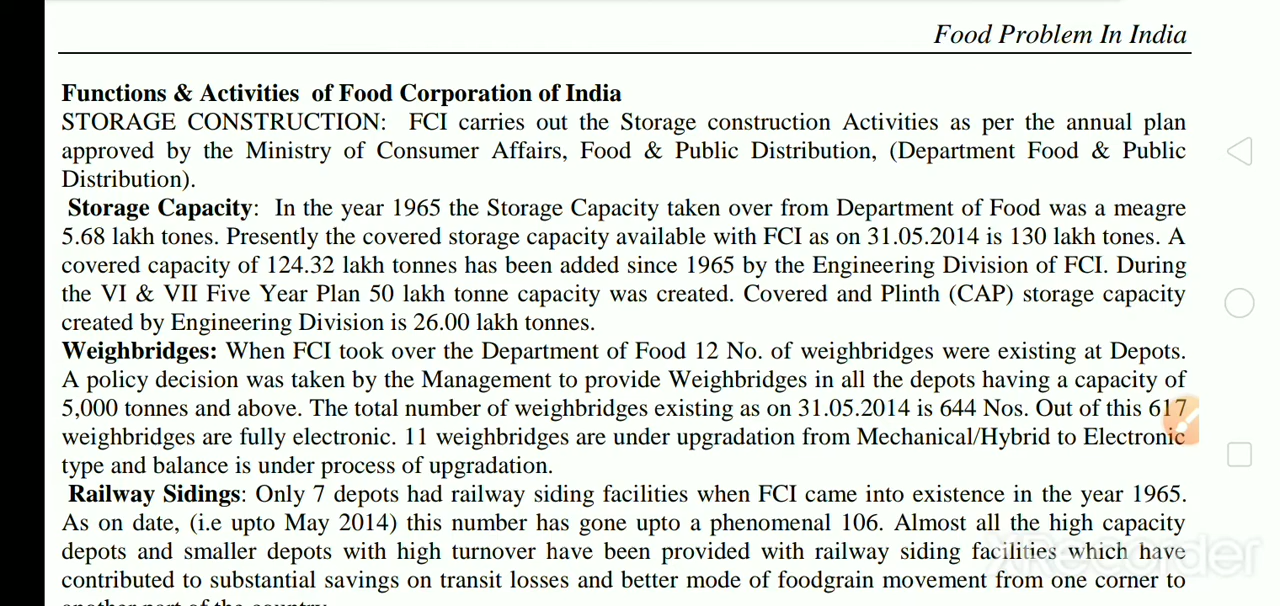 Food Problem In India
Functions & Activities of Food Corporation of India
STORAGE CONSTRUCTION: FCI carries out the Storage construction Activities as per the annual plan
approved by the Ministry of Consumer Affairs, Food & Public Distribution, (Department Food & Public
Distribution).
Storage Capacity: In the year 1965 the Storage Capacity taken over from Department of Food was a meagre
5.68 lakh tones. Presently the covered storage capacity available with FCI as on 31.05.2014 is 130 lakh tones. A
covered capacity of 124.32 lakh tonnes has been added since 1965 by the Engineering Division of FCI. During
the VI & VII Five Year Plan 50 lakh tonne capacity was created. Covered and Plinth (CAP) storage capacity
created by Engineering Division is 26.00 lakh tonnes.
Weighbridges: When FCI took over the Department of Food 12 No. of weighbridges were existing at Depots.
A policy decision was taken by the Management to provide Weighbridges in all the depots having a capacity of
5,000 tonnes and above. The total number of weighbridges existing as on 31.05.2014 is 644 Nos. Out of this 617
weighbridges are fully electronic. 11 weighbridges are under upgradation from Mechanical/Hybrid to Electronic
type and balance is under process of upgradation.
Railway Sidings: Only 7 depots had railway siding facilities when FCI came into existence in the year 1965.
As on date, (i.e upto May 2014) this number has gone upto a phenomenal 106. Almost all the high capacity
depots and smaller depots with high turnover have been provided with railway siding facilities which have
contributed to substantial savings on transit losses and better mode of foodgrain movement from one corner to
another part of the country.
XRecorder